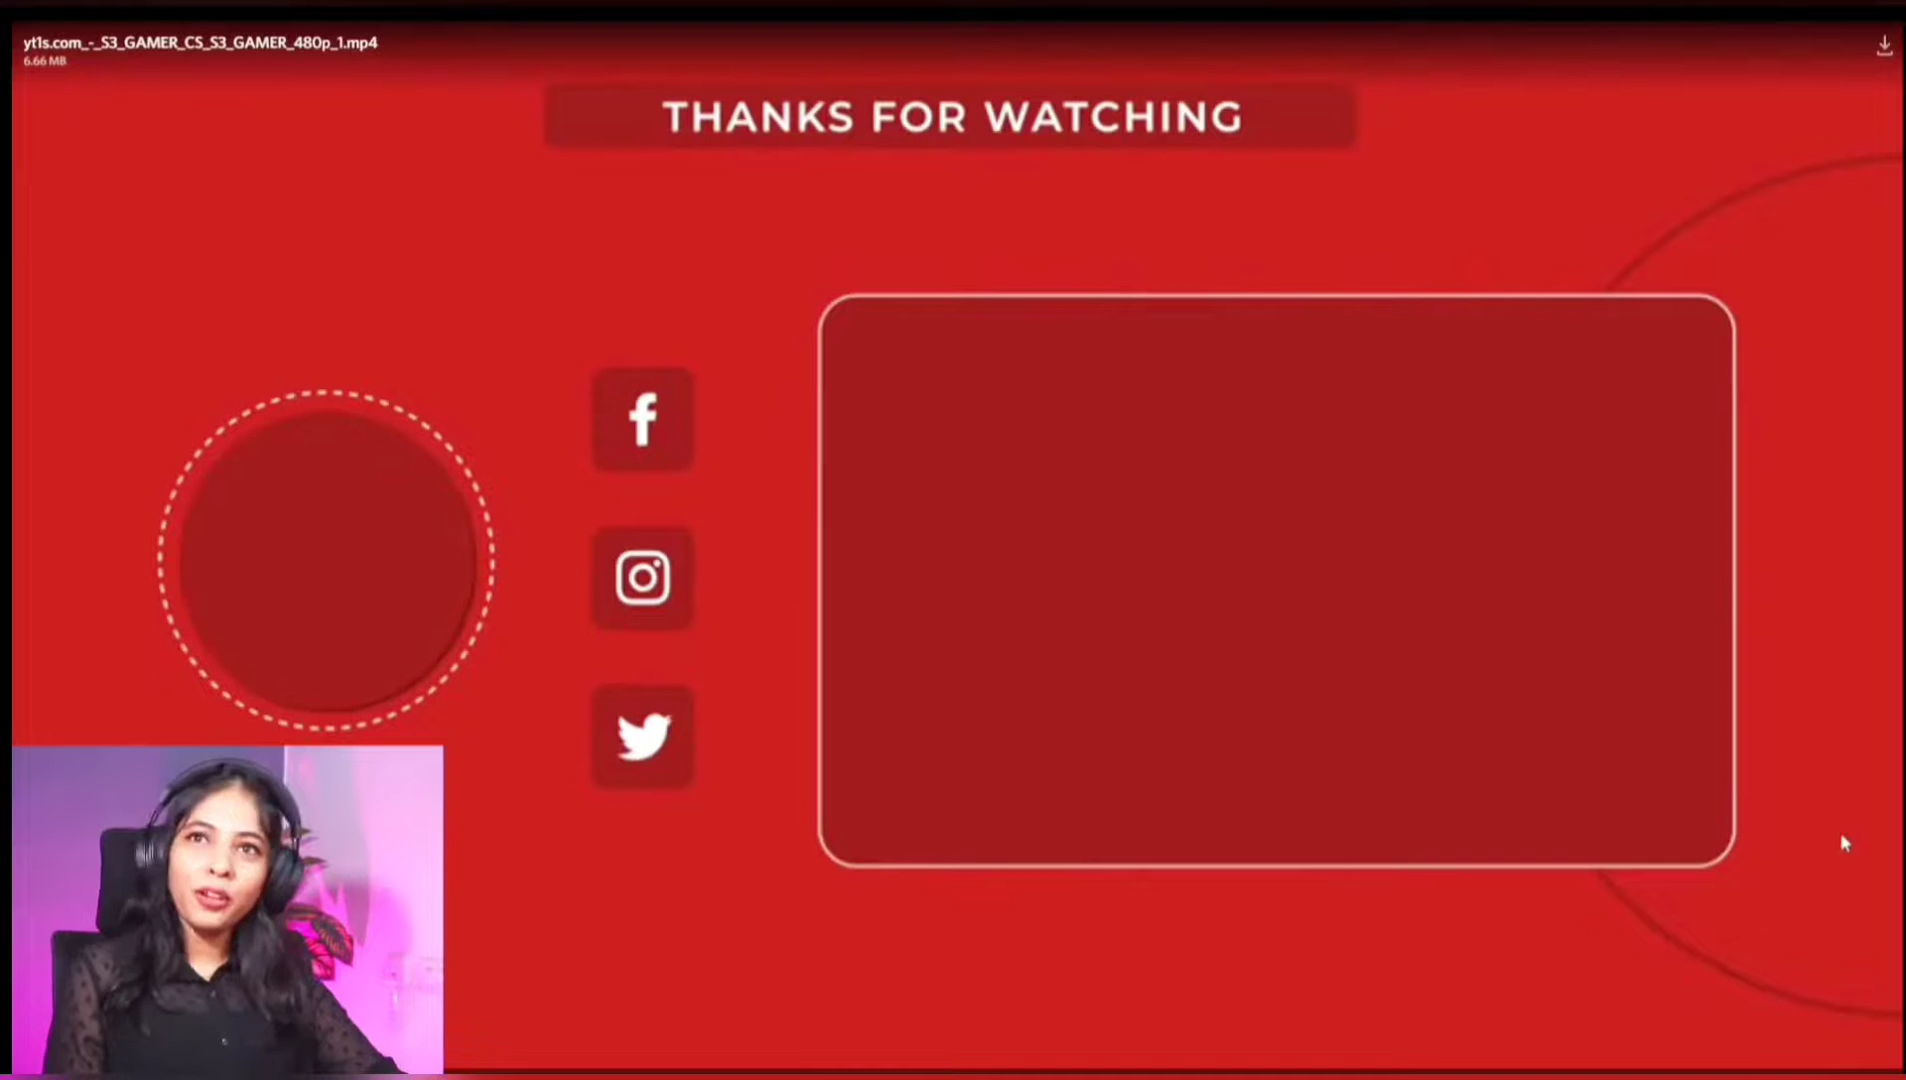 yt1s.com_-_S3_GAMER_CS_S3_GAMER_480p_1.mp4
6.66 MB
THANKS FOR WATCHING